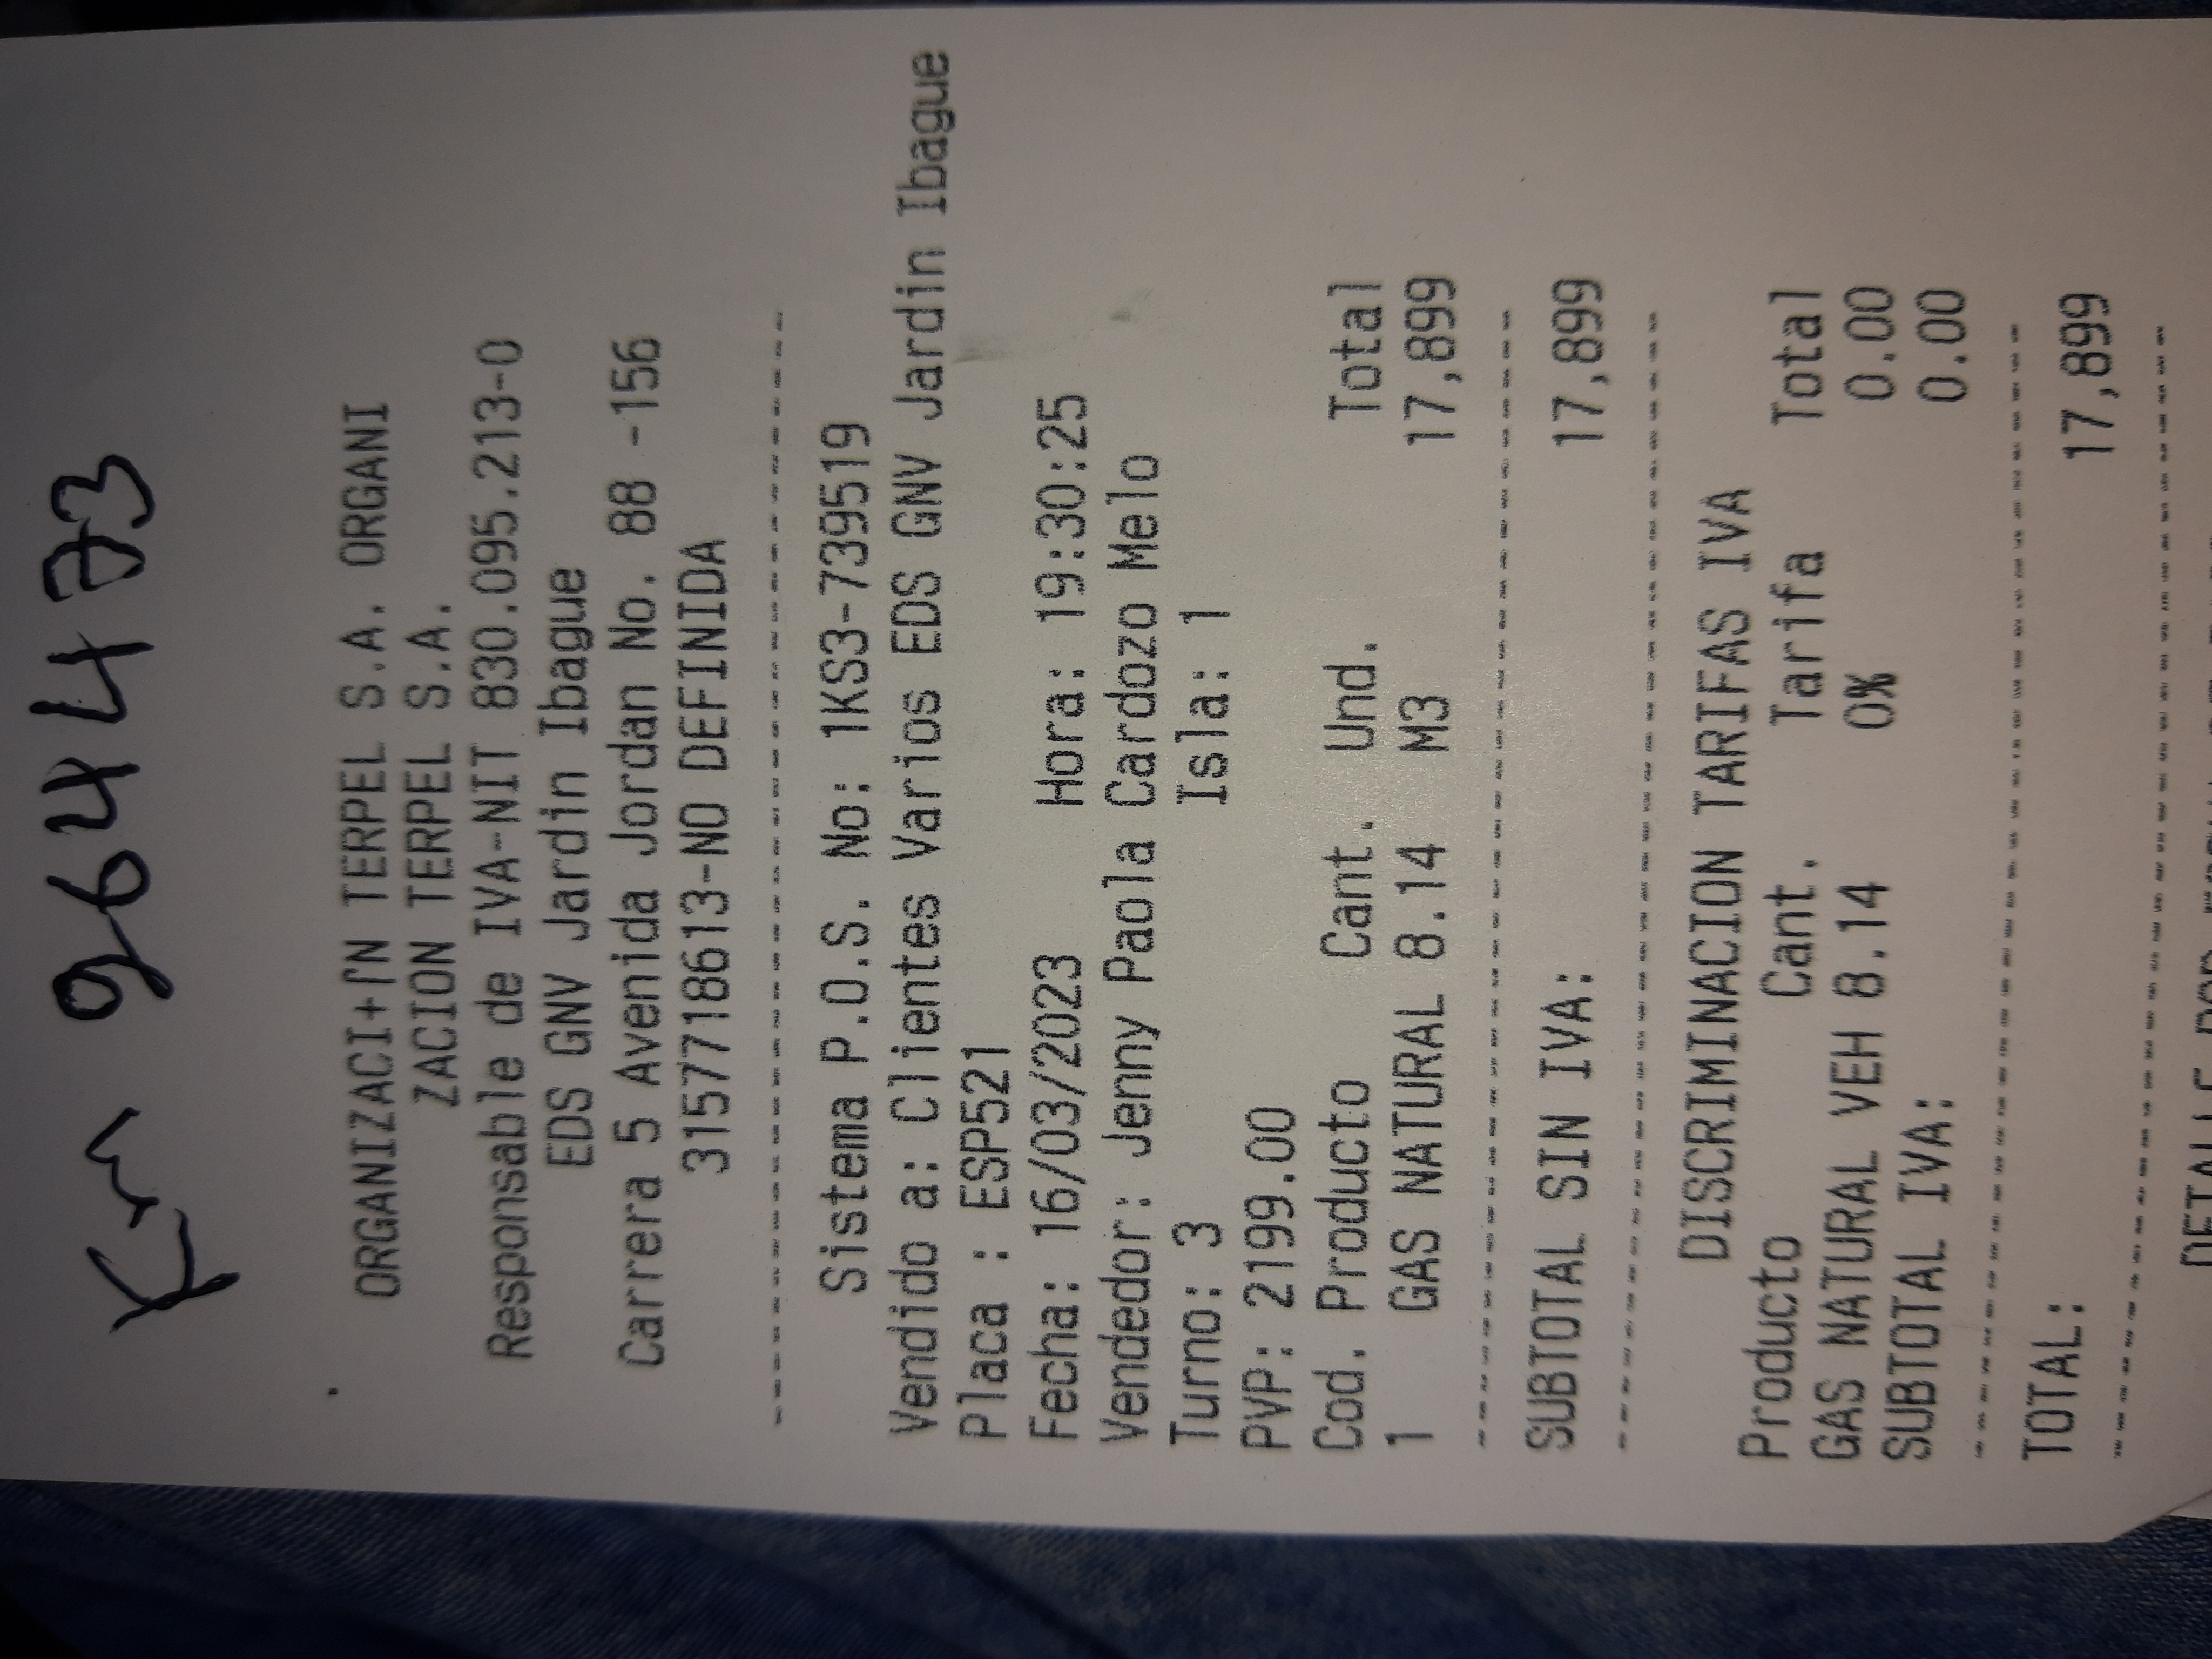 Km 964473
ORGANIZACI+ΓN TERPEL S.A. ORGANI
ZACION TERPEL S.A.
Responsable de IVA-NIT 830.095.213-0
EDS GNV Jardin Ibague
Carrera 5 Avenida Jordan No. 88 -156
3157718613-NO DEFINIDA
Sistema P.O.S. No: 1KS3-739519
Vendido a: Clientes Varios EDS GNV Jardin Ibague
Placa : ESP521
Fecha: 16/03/2023 Hora: 19:30:25
Vendedor: Jenny Paola Cardozo Melo
Turno: 3 Isla: 1
PVP: 2199.00
Cod. Producto Cant. Und. Total
1 GAS NATURAL 8.14 M3 17,899
SUBTOTAL SIN IVA: 17,899
DISCRIMINACION TARIFAS IVA
Producto Cant. Tarifa Total
GAS NATURAL VEH 8.14 0% 0.00
SUBTOTAL IVA: 0.00
TOTAL: 17,899